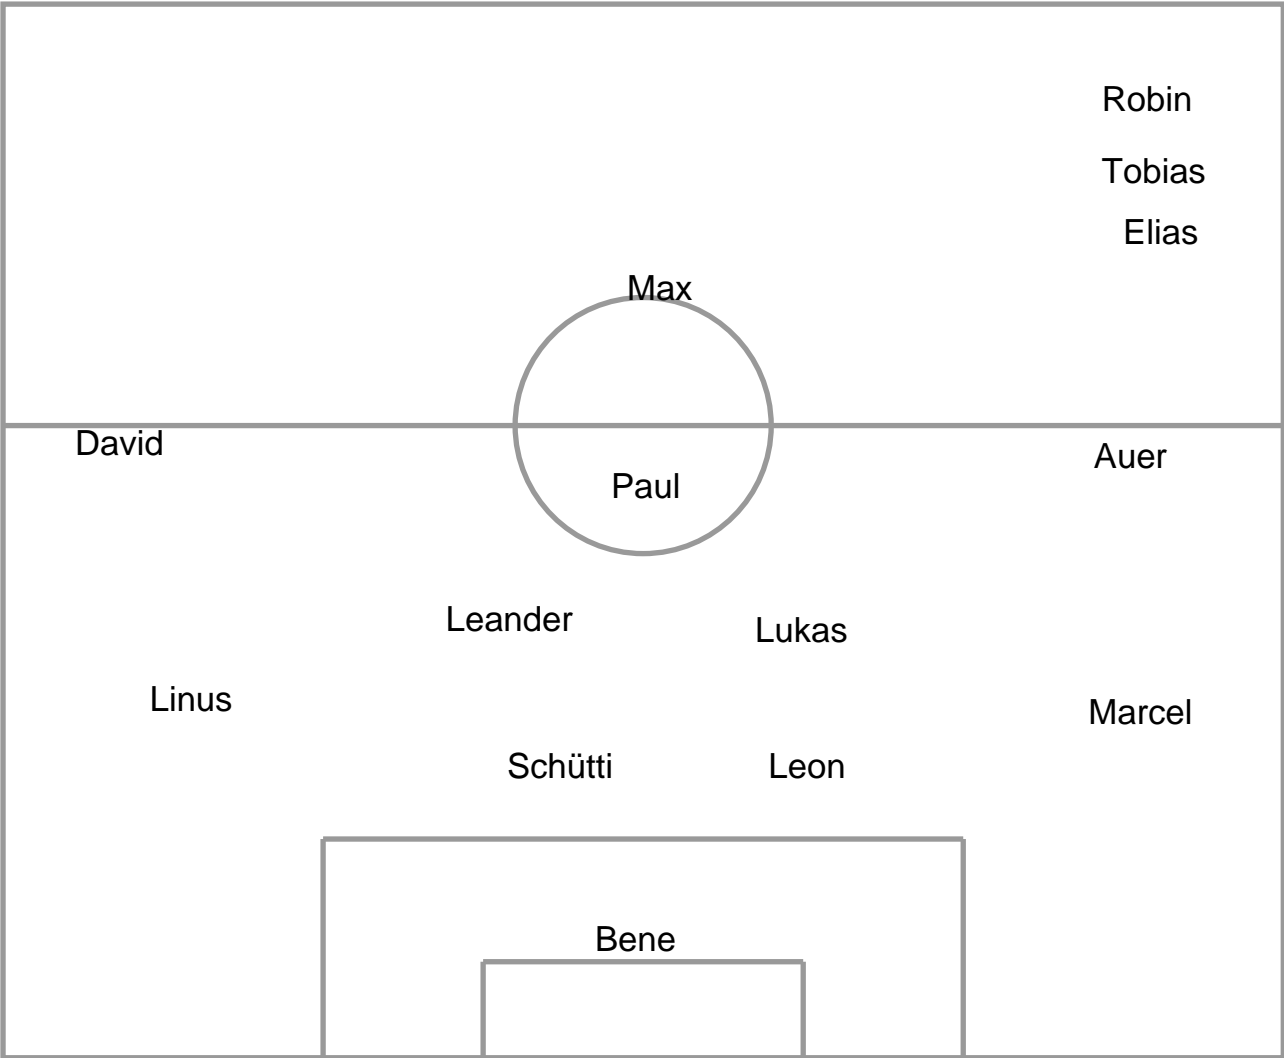 Robin
Tobias
Elias
Max
David
Auer
Paul
Leander
Lukas
Linus
Marcel
Schütti
Leon
Bene